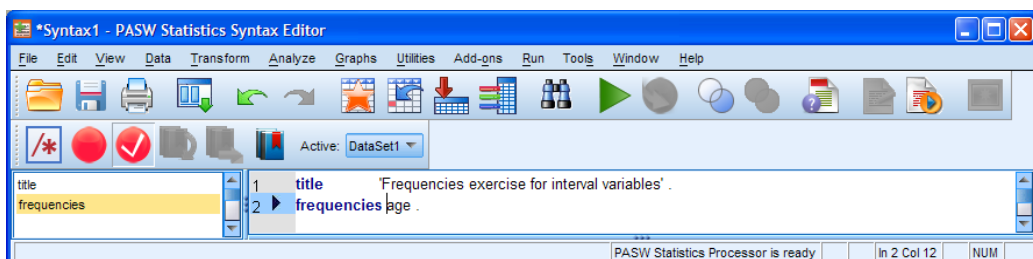 *Syntax1 - PASW Statistics Syntax Editor
File Edit View Data Transform Analyze Graphs Utilities Add-ons Run Tools Window Help
/* Active: DataSet1
title
frequencies
1 title 'Frequencies exercise for interval variables' .
2 frequencies age .
PASW Statistics Processor is ready In 2 Col 12 NUM